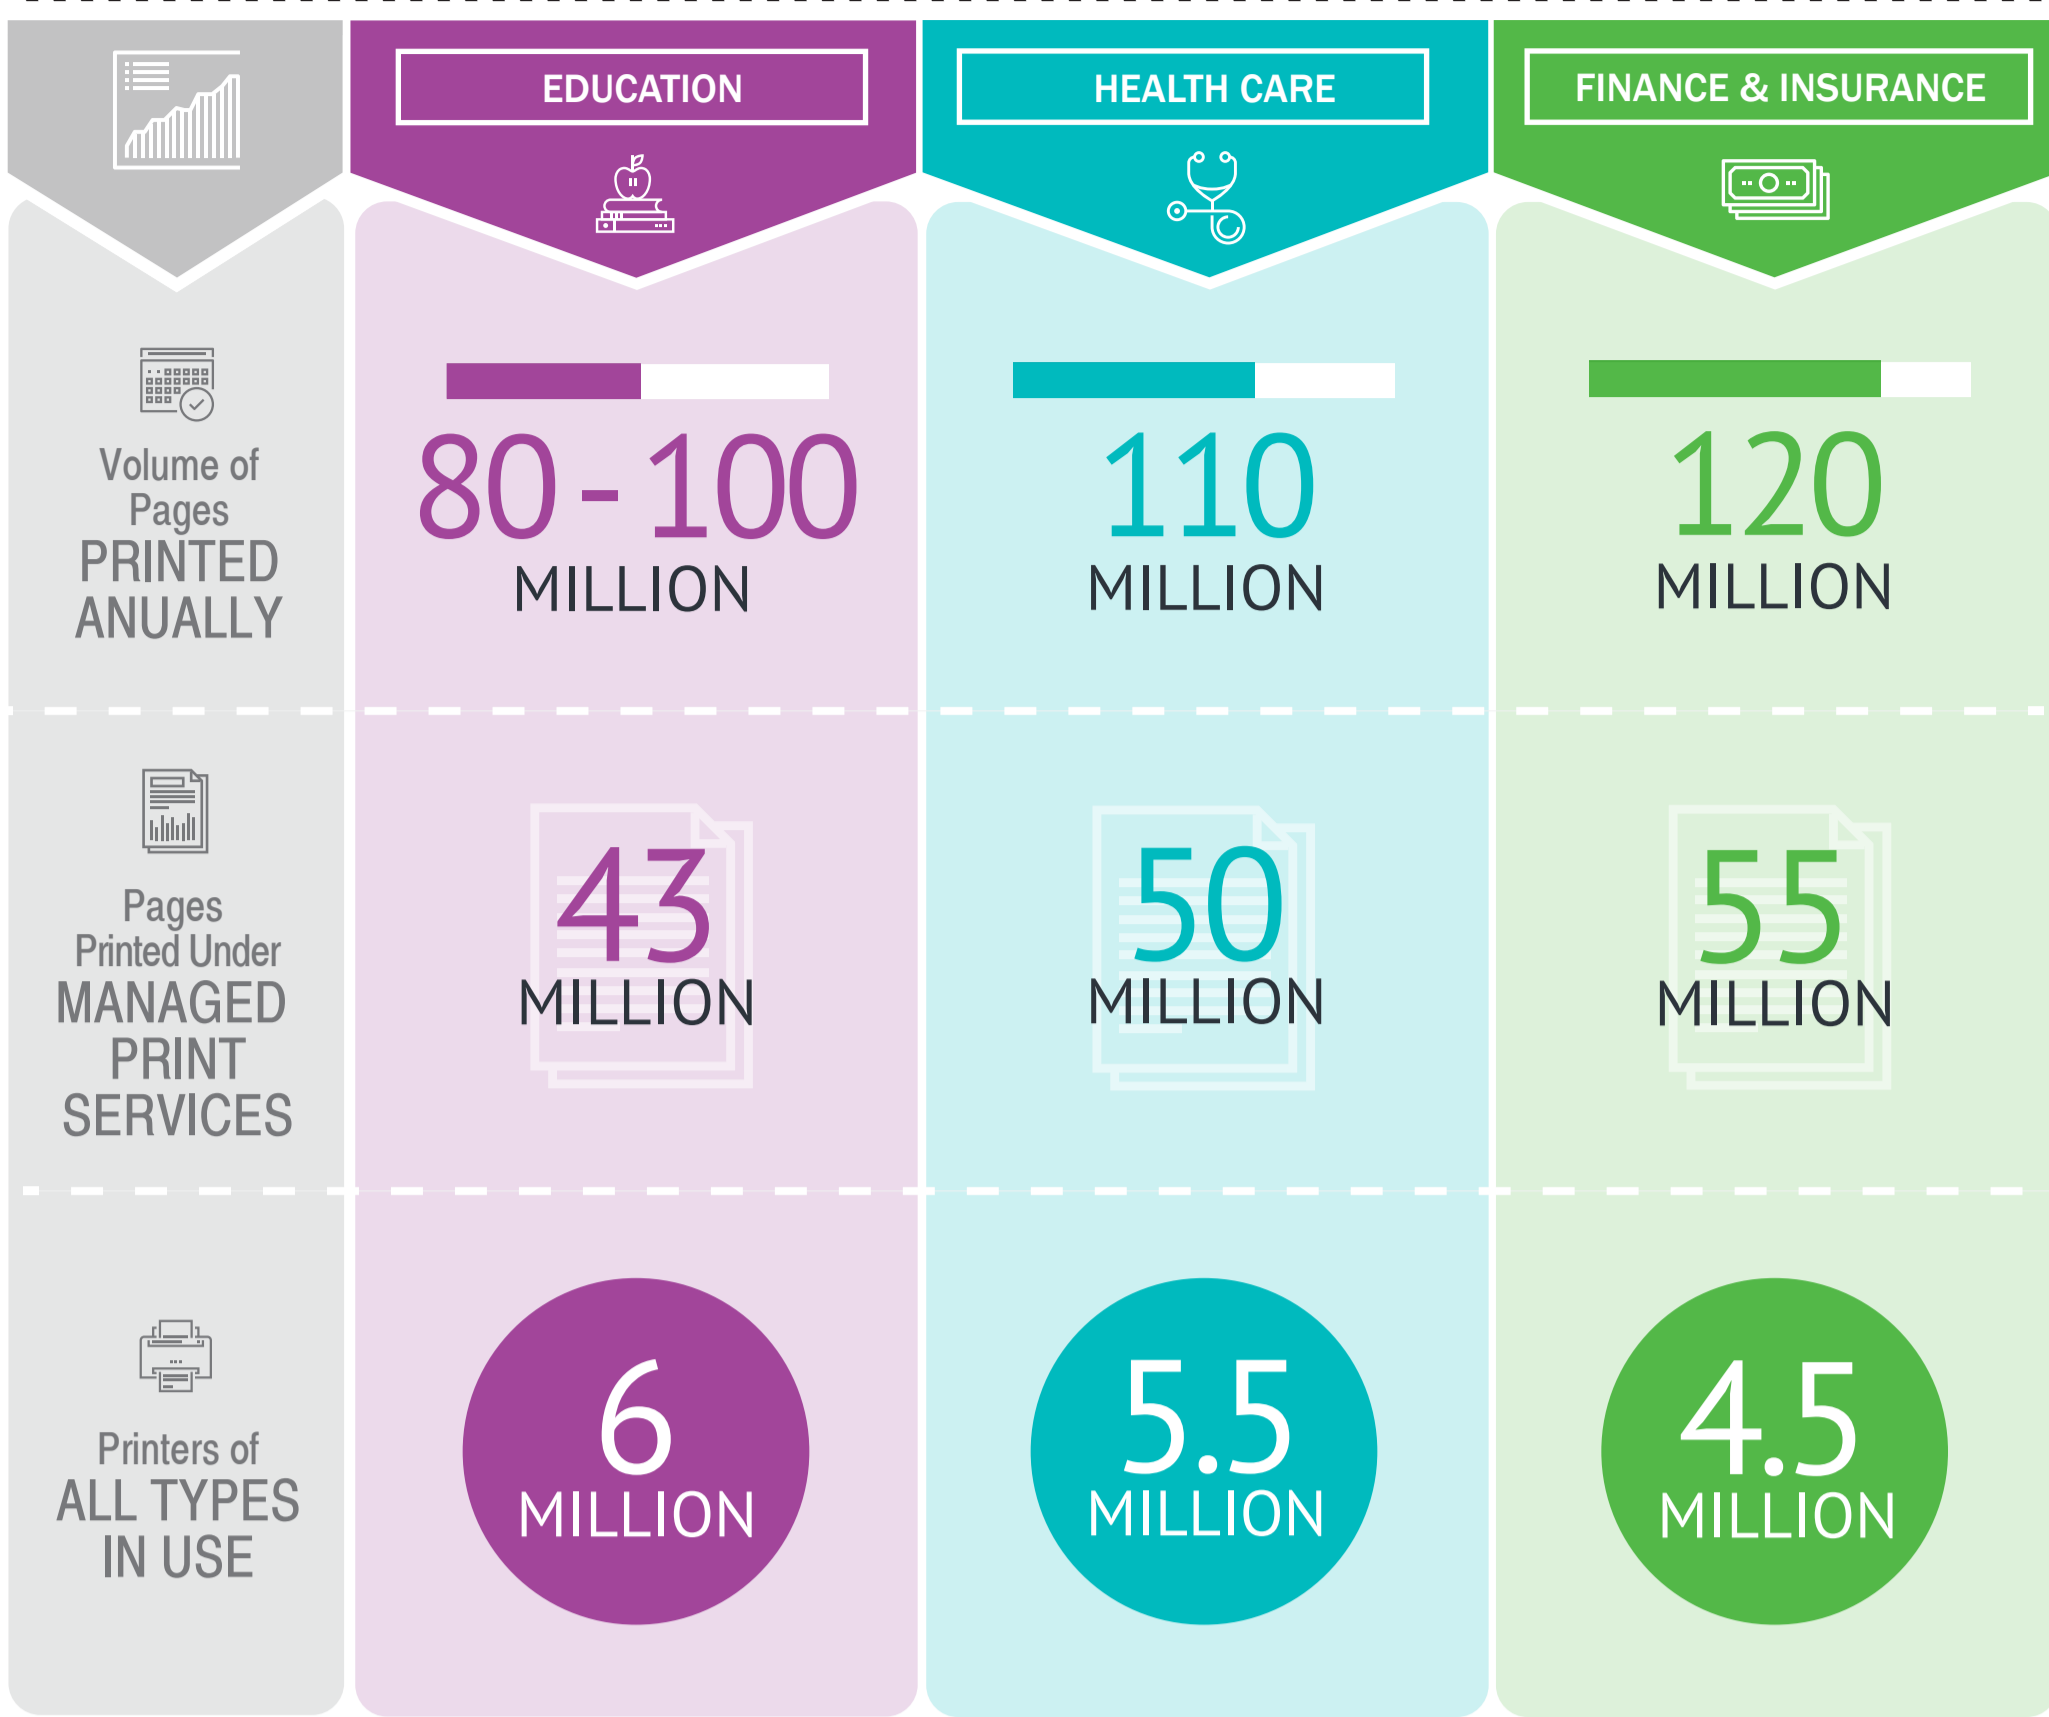 EDUCATION
HEALTH CARE
FINANCE & INSURANCE
Volume of
Pages
PRINTED
ANUALLY
80 - 100
MILLION
110
MILLION
120
MILLION
Pages
Printed Under
MANAGED
PRINT
SERVICES
43
MILLION
50
MILLION
55
MILLION
Printers of
ALL TYPES
IN USE
6
MILLION
5.5
MILLION
4.5
MILLION